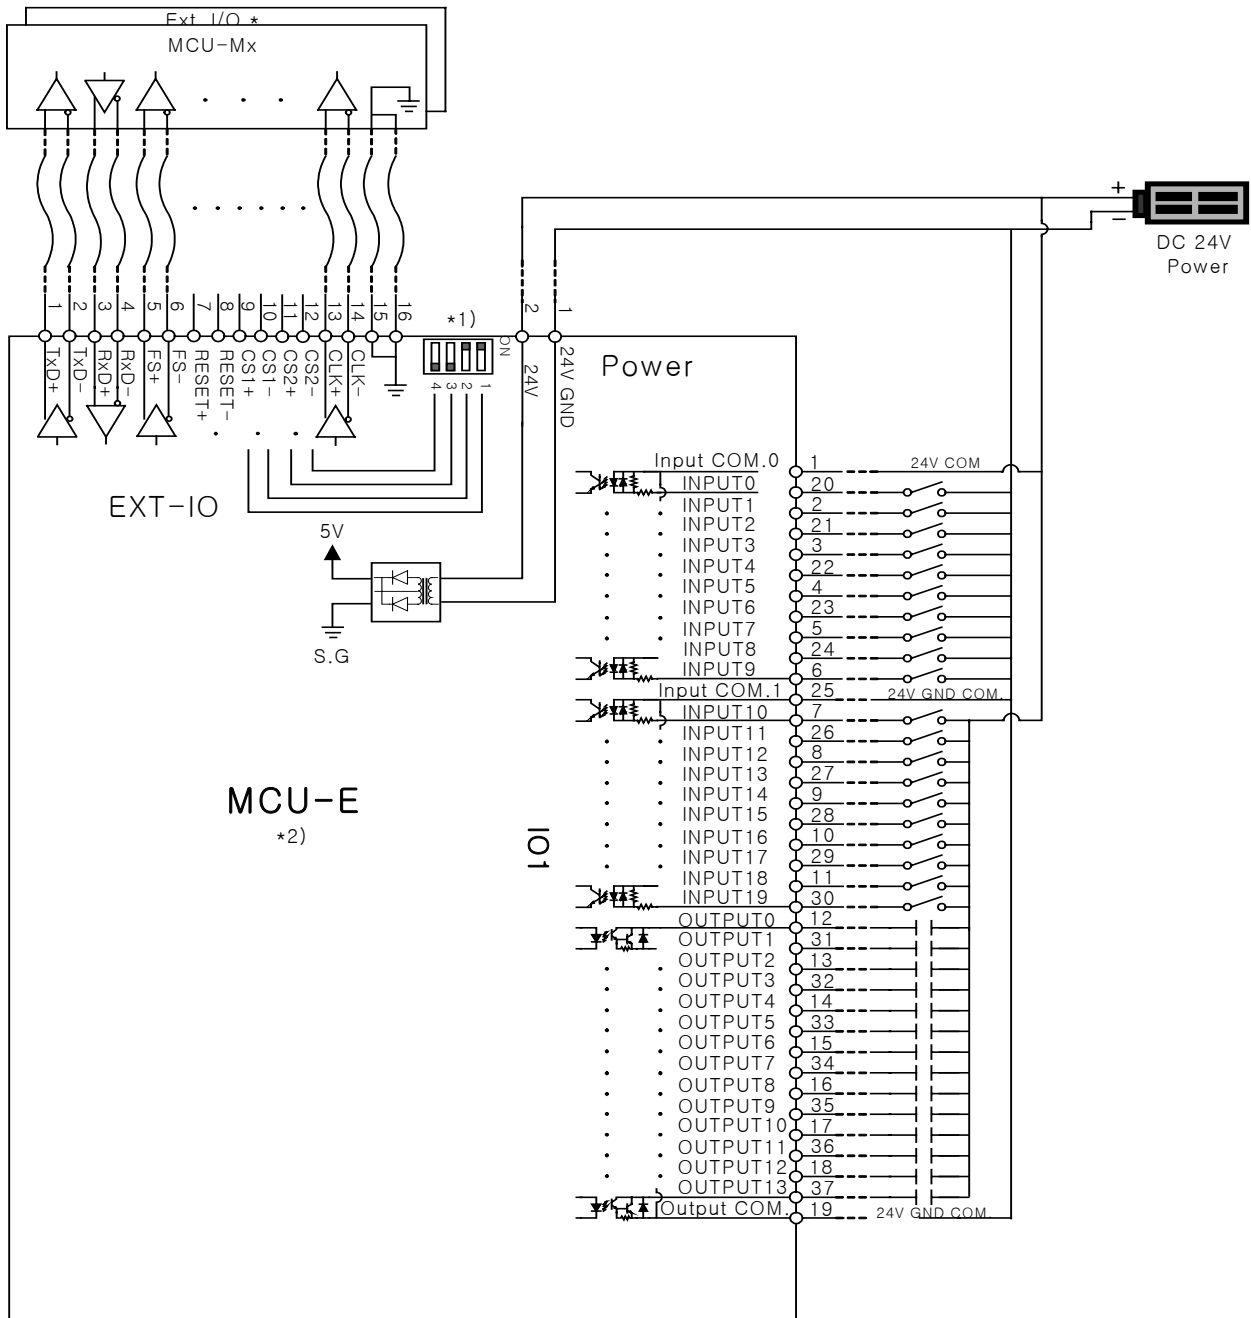 Ext. I/O *
MCU-Mx
+
−
DC 24V
Power
1
2
3
4
5
6
7
8
9
10
11
12
13
14
15
16
TxD+
TxD-
RxD+
RxD-
FS+
FS-
RESET+
RESET-
CS1+
CS1-
CS2+
CS2-
CLK+
CLK-
*1)
ON
4
3
2
1
2
1
24V
24V GND
Power
EXT-IO
5V
S.G
MCU-E
*2)
IO1
Input COM.0 1 24V COM
INPUT0 20
INPUT1 2
INPUT2 21
INPUT3 3
INPUT4 22
INPUT5 4
INPUT6 23
INPUT7 5
INPUT8 24
INPUT9 6
Input COM.1 25 24V GND COM.
INPUT10 7
INPUT11 26
INPUT12 8
INPUT13 27
INPUT14 9
INPUT15 28
INPUT16 10
INPUT17 29
INPUT18 11
INPUT19 30
OUTPUT0 12
OUTPUT1 31
OUTPUT2 13
OUTPUT3 32
OUTPUT4 14
OUTPUT5 33
OUTPUT6 15
OUTPUT7 34
OUTPUT8 16
OUTPUT9 35
OUTPUT10 17
OUTPUT11 36
OUTPUT12 18
OUTPUT13 37
Output COM. 19 24V GND COM.